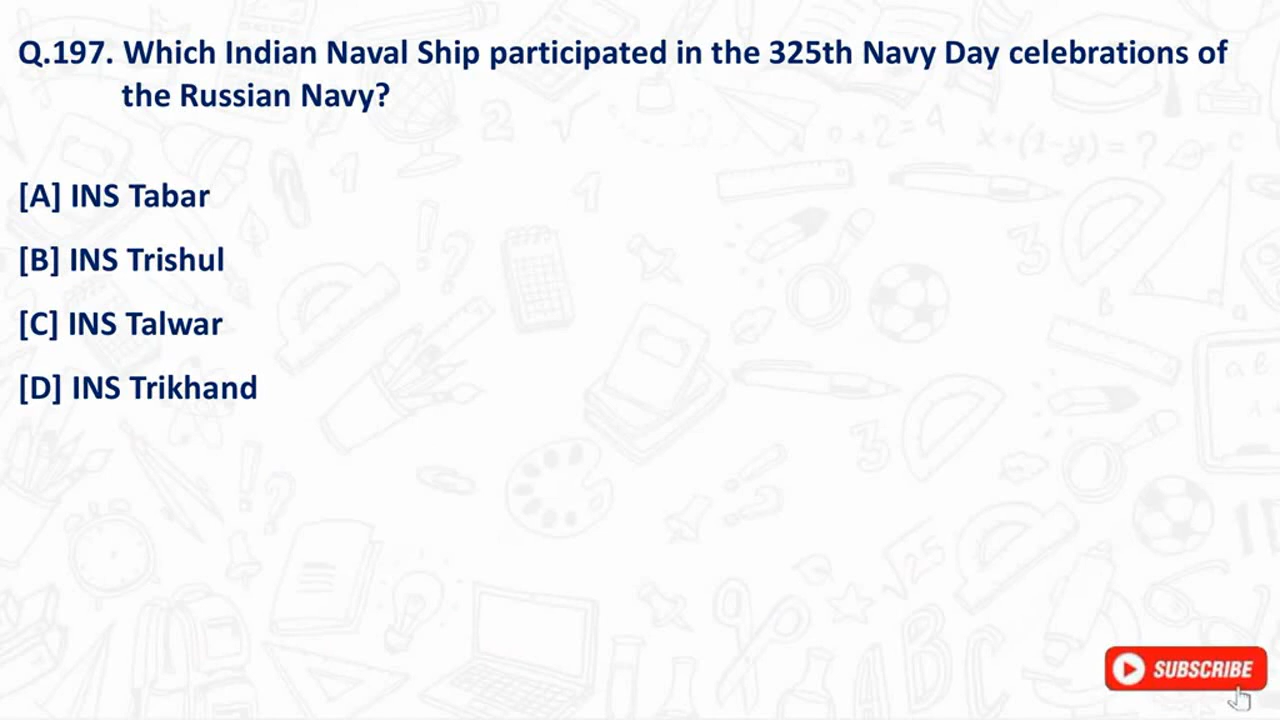 Q.197. Which Indian Naval Ship participated in the 325th Navy Day celebrations of
the Russian Navy?
[A] INS Tabar
[B] INS Trishul
[C] INS Talwar
[D] INS Trikhand
SUBSCRIBE